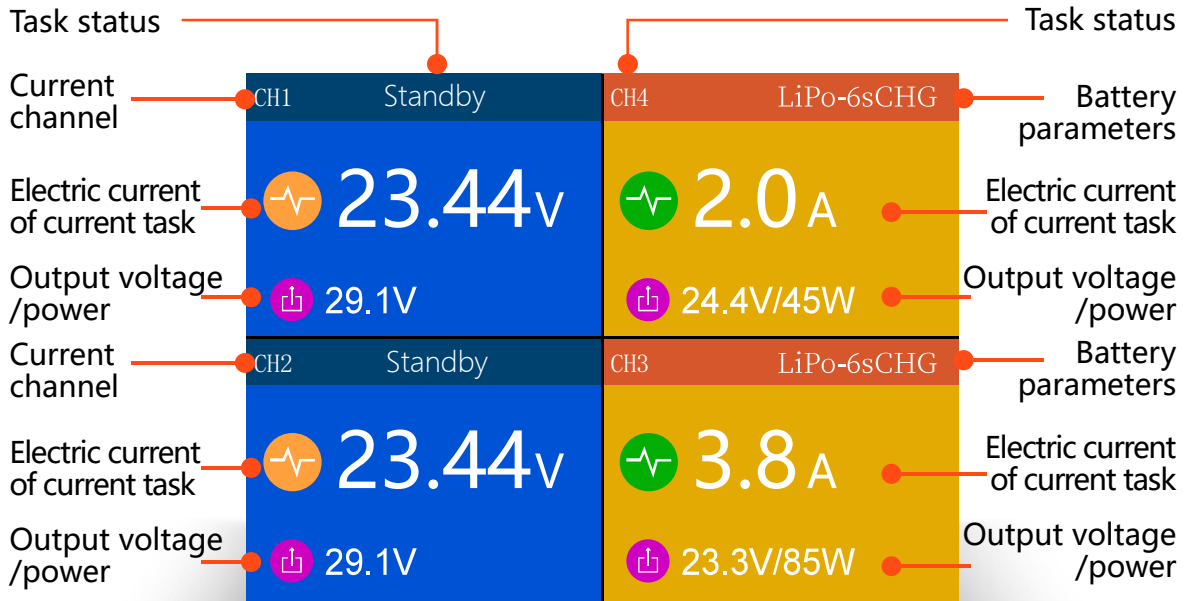 Task status
Task status
Current
channel
CH1
Standby
CH4
LiPo-6sCHG
Battery
parameters
Electric current
of current task
23.44V
2.0 A
Electric current
of current task
Output voltage
/power
29.1V
24.4V/45W
Output voltage
/power
Current
channel
CH2
Standby
CH3
LiPo-6sCHG
Battery
parameters
Electric current
of current task
23.44V
3.8 A
Electric current
of current task
Output voltage
/power
29.1V
23.3V/85W
Output voltage
/power